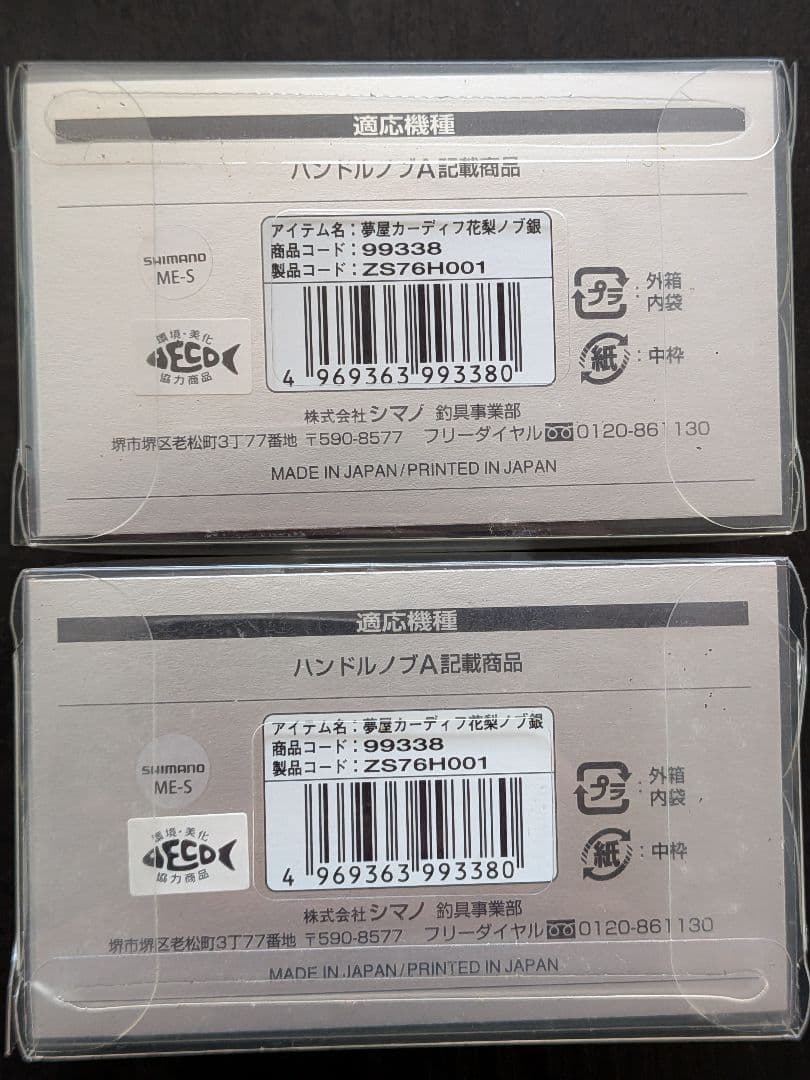 適応機種
ハンドルノブA記載商品
アイテム名：夢屋カーディフ花梨ノブ銀
商品コード：99338
製品コード：ZS76H001
SHIMANO
ME-S
プラ
：外箱
内袋
環境・美化
ECO
協力商品
紙
：中枠
4 969363 993380
株式会社シマノ 釣具事業部
堺市堺区老松町3丁77番地 〒590-8577 フリーダイヤル 0120-861130
MADE IN JAPAN/PRINTED IN JAPAN
適応機種
ハンドルノブA記載商品
アイテム名：夢屋カーディフ花梨ノブ銀
商品コード：99338
製品コード：ZS76H001
SHIMANO
ME-S
プラ
：外箱
内袋
環境・美化
ECO
協力商品
紙
：中枠
4 969363 993380
株式会社シマノ 釣具事業部
堺市堺区老松町3丁77番地 〒590-8577 フリーダイヤル 0120-861130
MADE IN JAPAN/PRINTED IN JAPAN